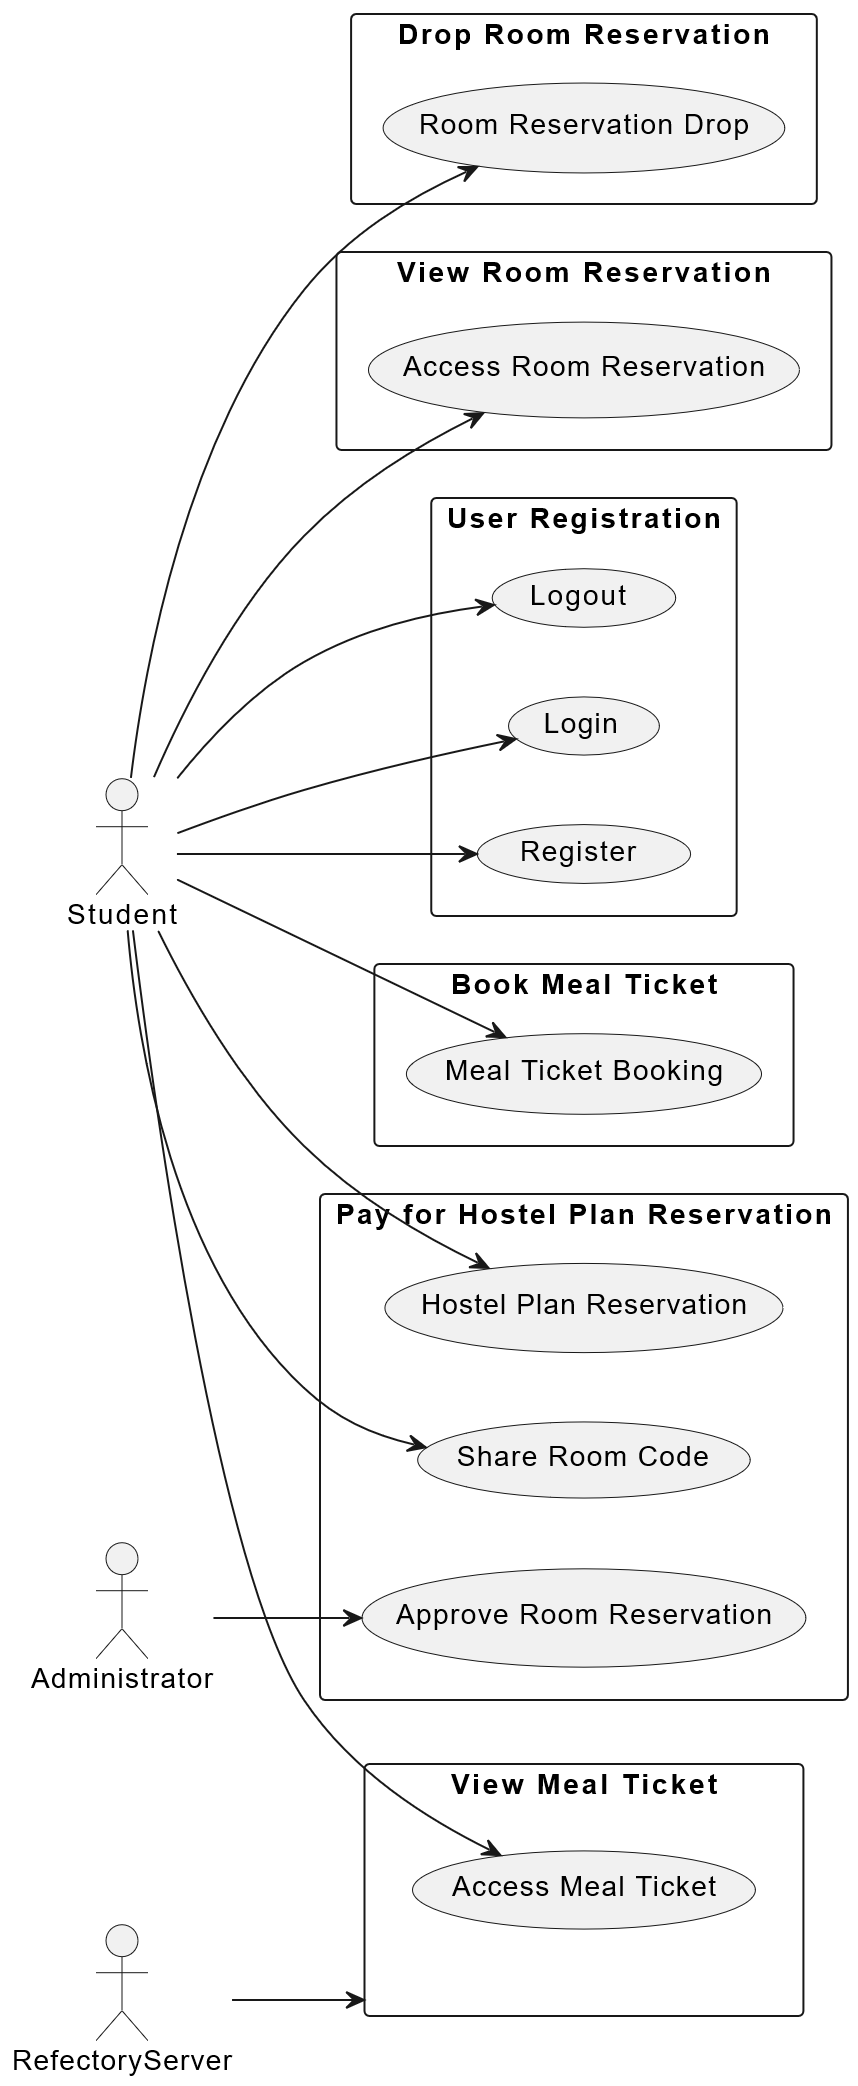 Drop Room Reservation
Room Reservation Drop
View Room Reservation
Access Room Reservation
User Registration
Logout
Login
Register
Student
Book Meal Ticket
Meal Ticket Booking
Pay for Hostel Plan Reservation
Hostel Plan Reservation
Share Room Code
Approve Room Reservation
Administrator
View Meal Ticket
Access Meal Ticket
RefectoryServer